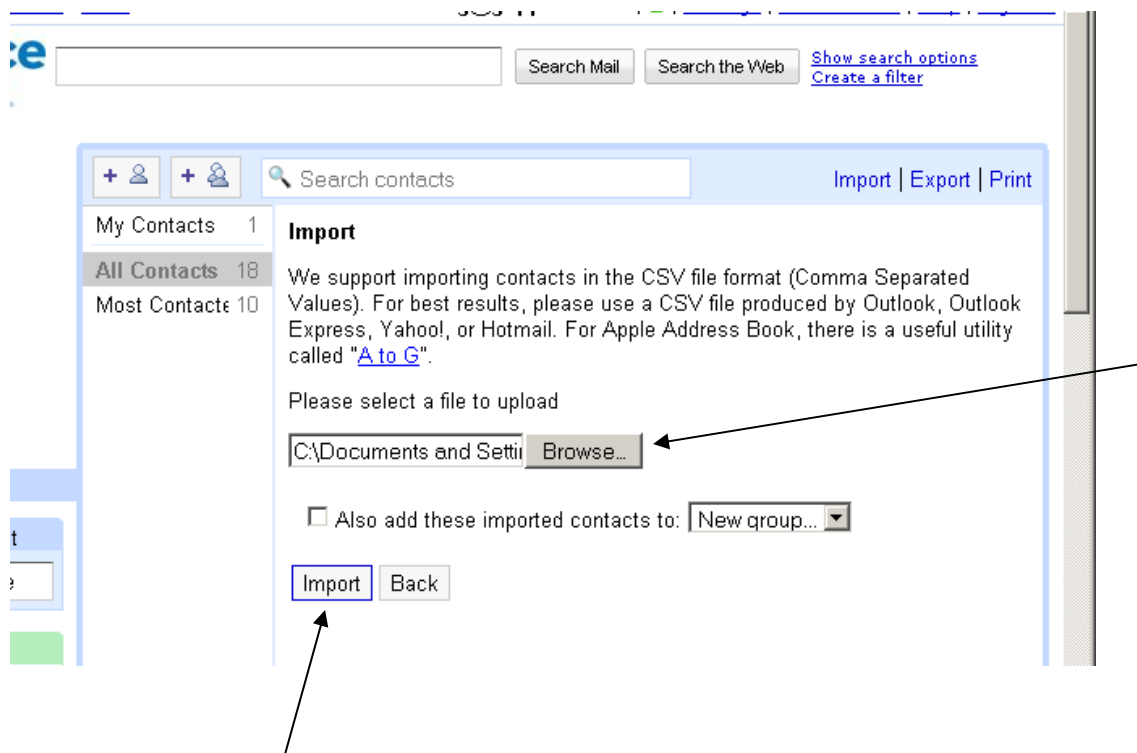 Search Mail Search the Web Show search options
Create a filter
Search contacts Import | Export | Print
My Contacts 1
All Contacts 18
Most Contacte 10
Import
We support importing contacts in the CSV file format (Comma Separated
Values). For best results, please use a CSV file produced by Outlook, Outlook
Express, Yahoo!, or Hotmail. For Apple Address Book, there is a useful utility
called "A to G".
Please select a file to upload
C:\Documents and Settin Browse...
Also add these imported contacts to: New group...
Import Back